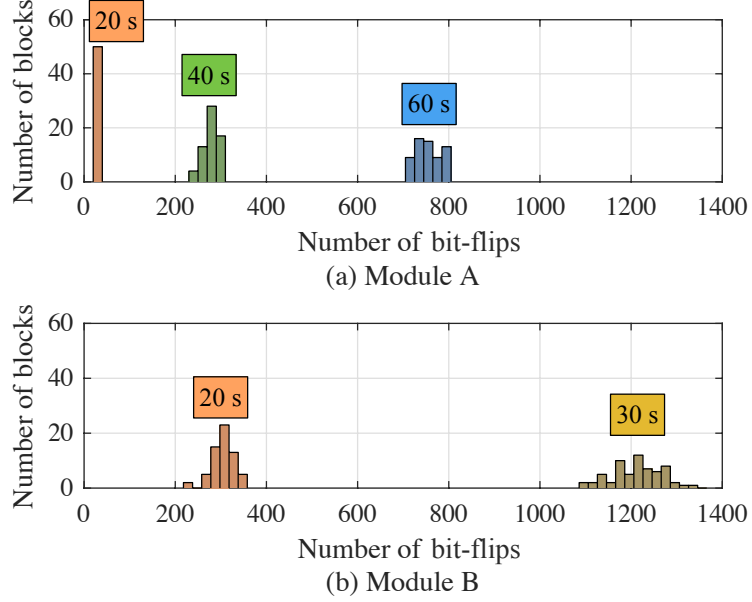 Number of blocks
60
40
20
0
20 s
40 s
60 s
0 200 400 600 800 1000 1200 1400
Number of bit-flips
(a) Module A
Number of blocks
60
40
20
0
20 s
30 s
0 200 400 600 800 1000 1200 1400
Number of bit-flips
(b) Module B